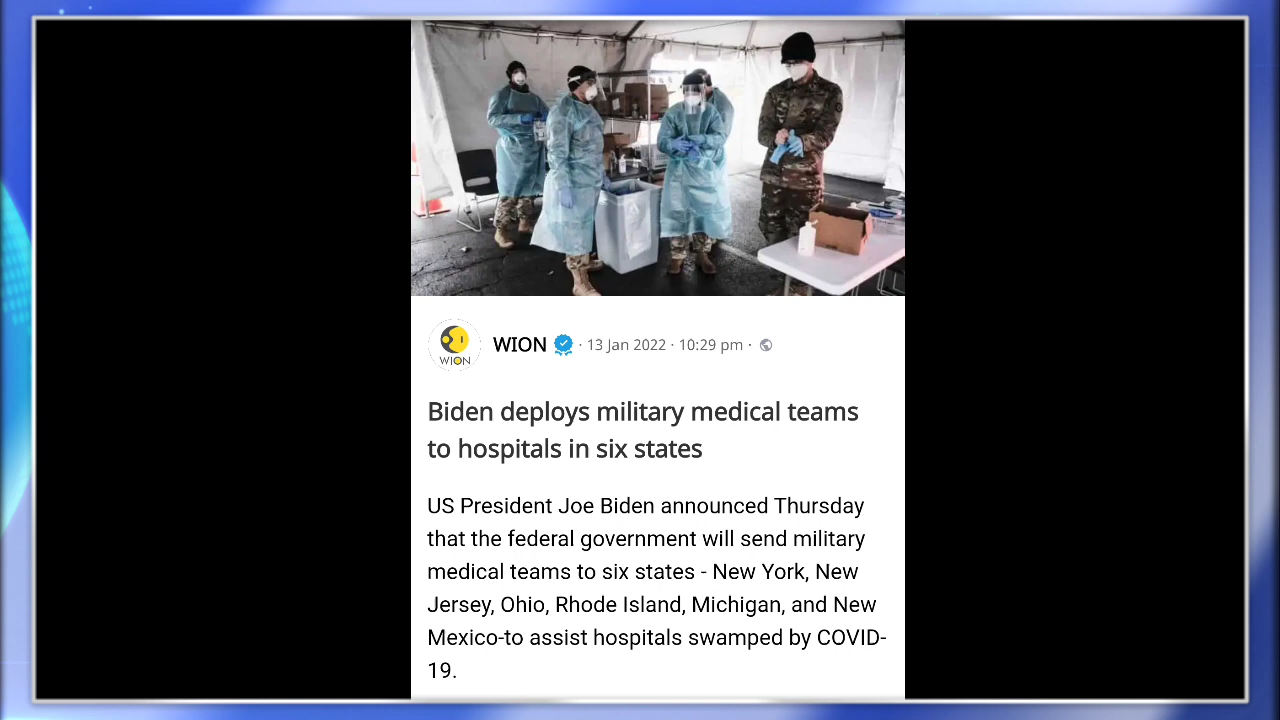 WION
WION · 13 Jan 2022 · 10:29 pm ·
Biden deploys military medical teams
to hospitals in six states
US President Joe Biden announced Thursday
that the federal government will send military
medical teams to six states - New York, New
Jersey, Ohio, Rhode Island, Michigan, and New
Mexico-to assist hospitals swamped by COVID-
19.